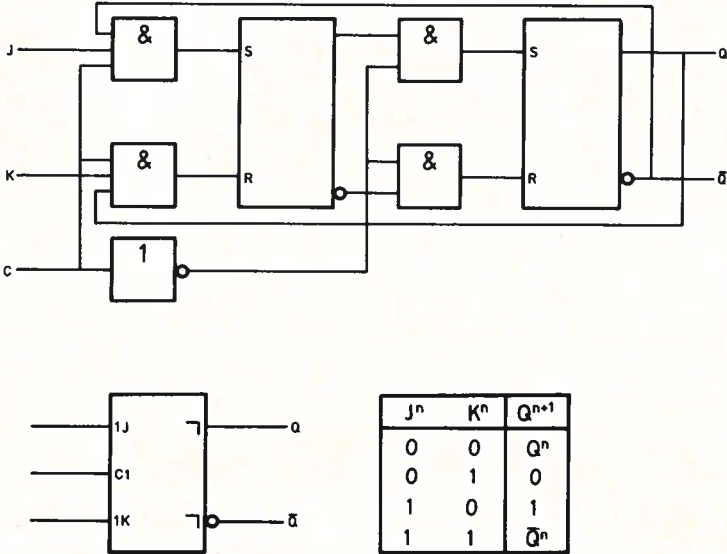 & &
J S S Q
& &
K R R Q̄
1
C
1J ¬ Q
C1
1K ¬ Q̄
Jⁿ Kⁿ Qⁿ⁺¹
0 0 Qⁿ
0 1 0
1 0 1
1 1 Q̄ⁿ